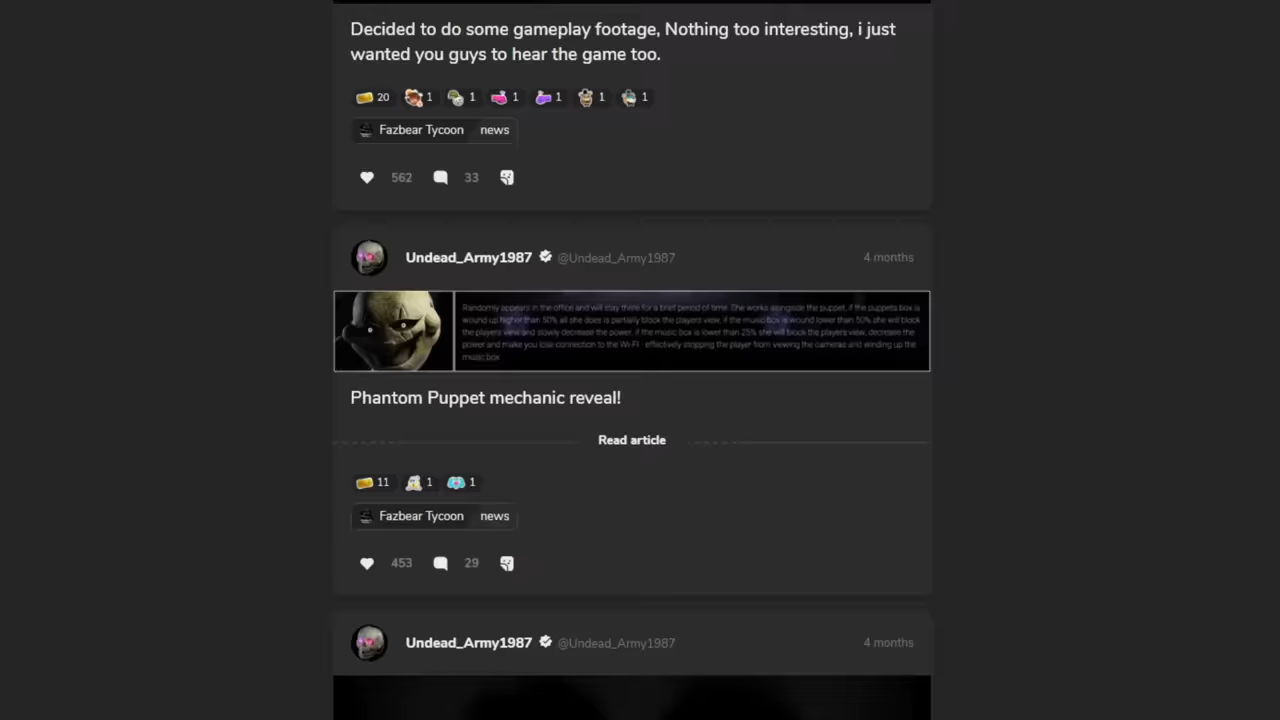 Decided to do some gameplay footage, Nothing too interesting, i just
wanted you guys to hear the game too.
20 1 1 1 1 1 1
Fazbear Tycoon news
562 33
Undead_Army1987 @Undead_Army1987 4 months
Randomly appears in the office and will stay there for a brief period of time. She works alongside the puppet, if the puppets box is
wound up higher than 50% all she does is partially block the players view, if the music box is wound lower than 50% she will block
the players view and slowly decrease the power, if the music box is lower than 25% she will block the players view, decrease the
power and make you lose connection to the Wi-Fi - effectively stopping the player from viewing the cameras and winding up the
music box
Phantom Puppet mechanic reveal!
Read article
11 1 1
Fazbear Tycoon news
453 29
Undead_Army1987 @Undead_Army1987 4 months